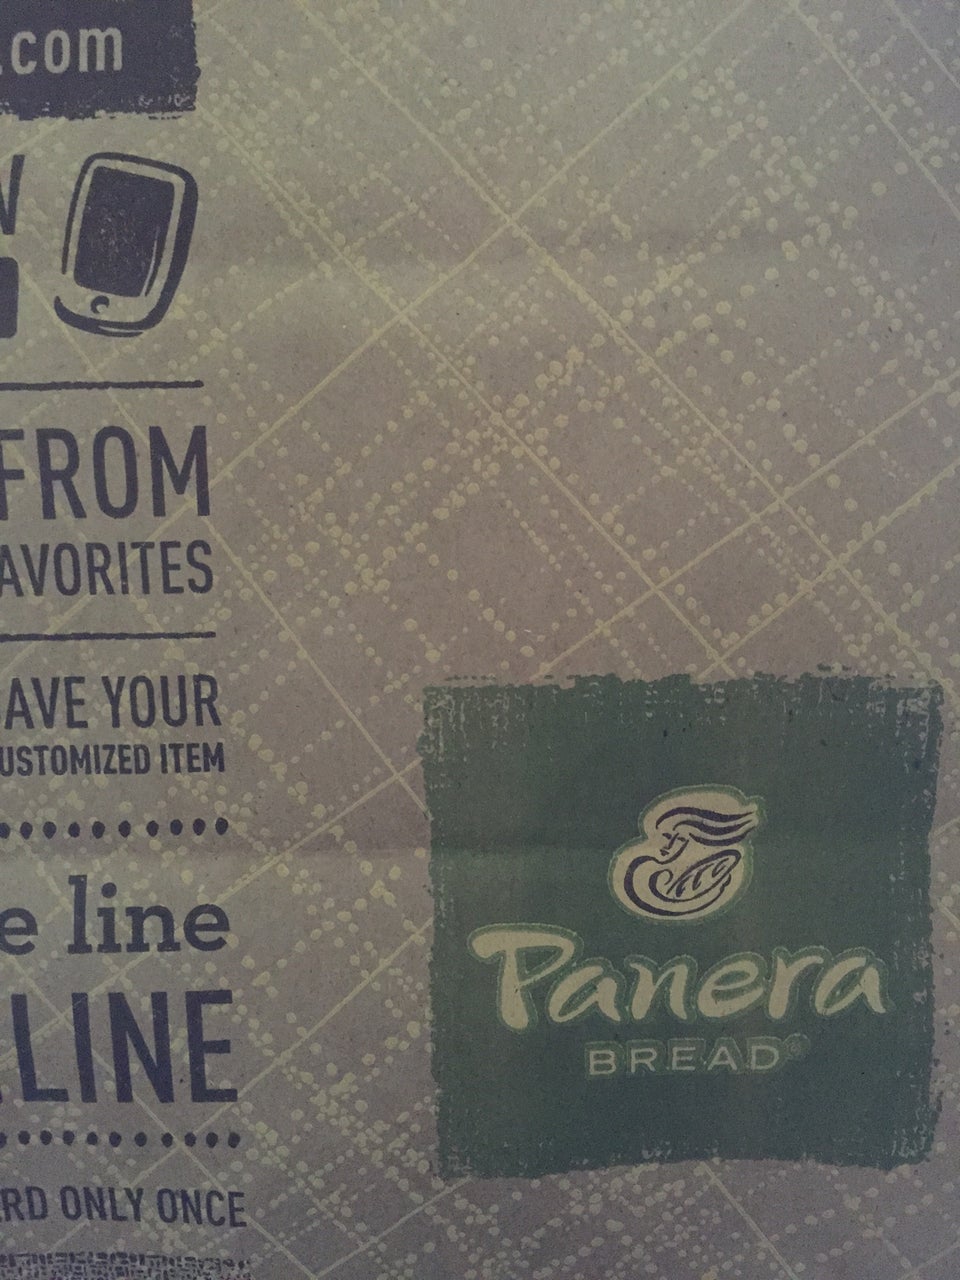 .com
FROM
AVORITES
AVE YOUR
USTOMIZED ITEM
e line
LINE
RD ONLY ONCE
Panera
BREAD®